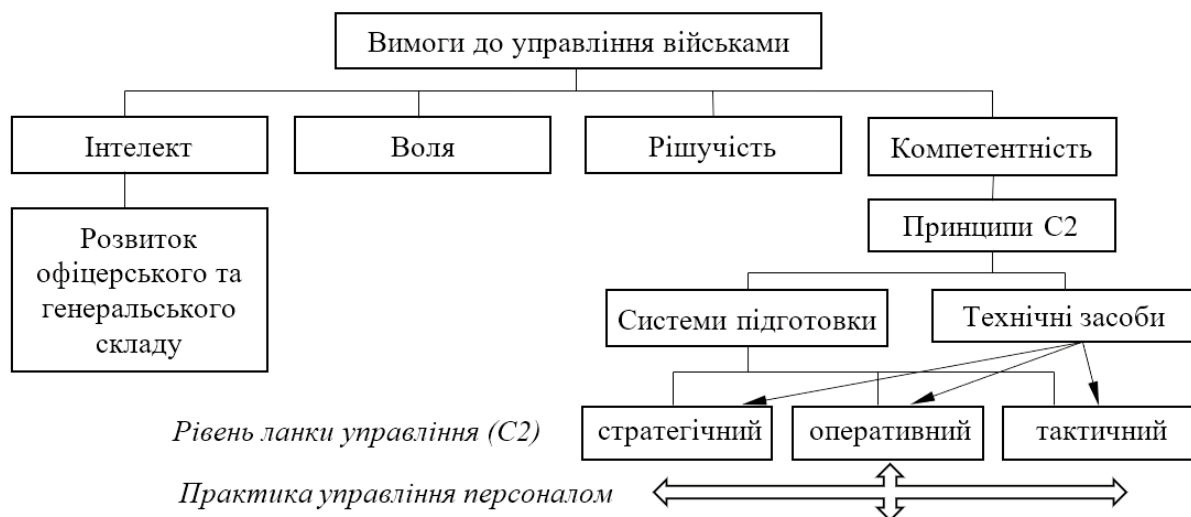 Вимоги до управління військами
Інтелект
Воля
Рішучість
Компетентність
Розвиток
офіцерського та
генеральського
складу
Принципи С2
Системи підготовки
Технічні засоби
Рівень ланки управління (С2)
стратегічний
оперативний
тактичний
Практика управління персоналом